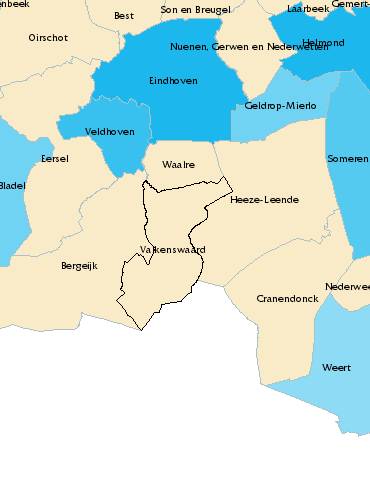 enbeek
Best
Son en Breugel
Laarbeek
Gemert-
Oirschot
Nuenen, Gerwen en Nederwetten
Helmond
Eindhoven
Geldrop-Mierlo
Veldhoven
Eersel
Waalre
Someren
Bladel
Heeze-Leende
Valkenswaard
Bergeijk
Nederwee
Cranendonck
Weert